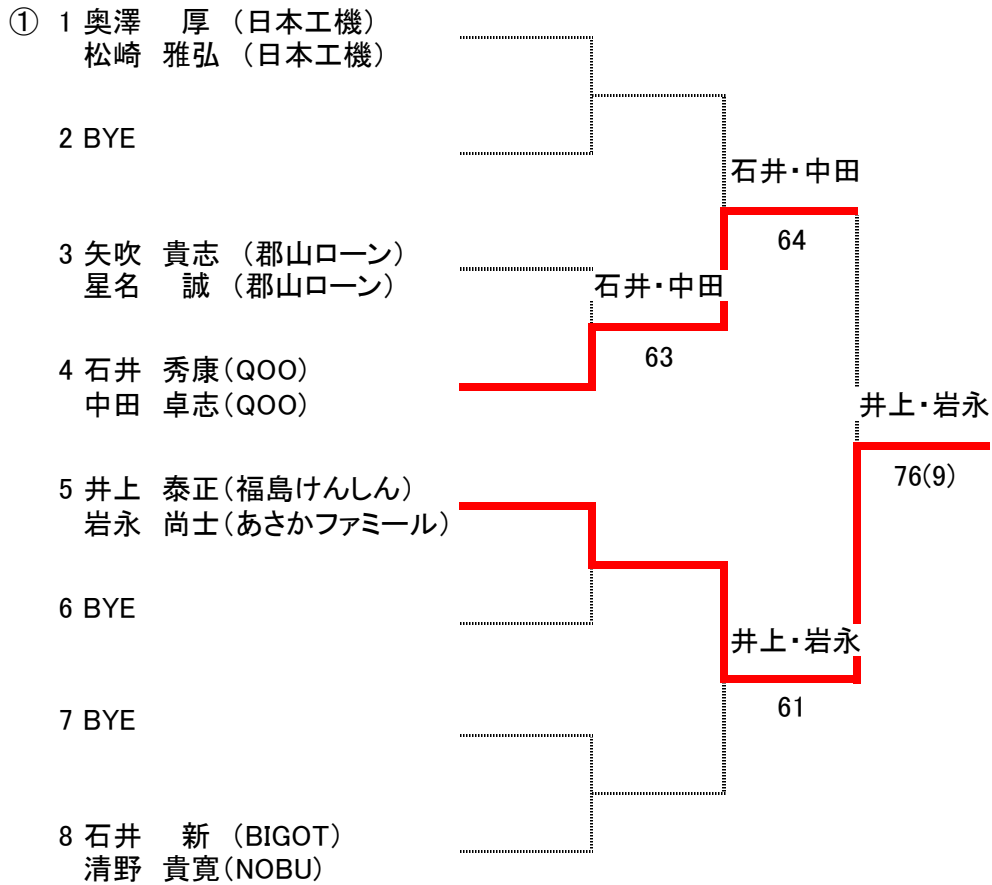 ① 1 奥澤 厚 (日本工機)
松崎 雅弘 (日本工機)
2 BYE
石井・中田
64
3 矢吹 貴志 (郡山ローン)
星名 誠 (郡山ローン)
石井・中田
63
4 石井 秀康(QOO)
中田 卓志(QOO)
井上・岩永
76(9)
5 井上 泰正(福島けんしん)
岩永 尚士(あさかファミール)
6 BYE
井上・岩永
61
7 BYE
8 石井 新 (BIGOT)
清野 貴寛(NOBU)